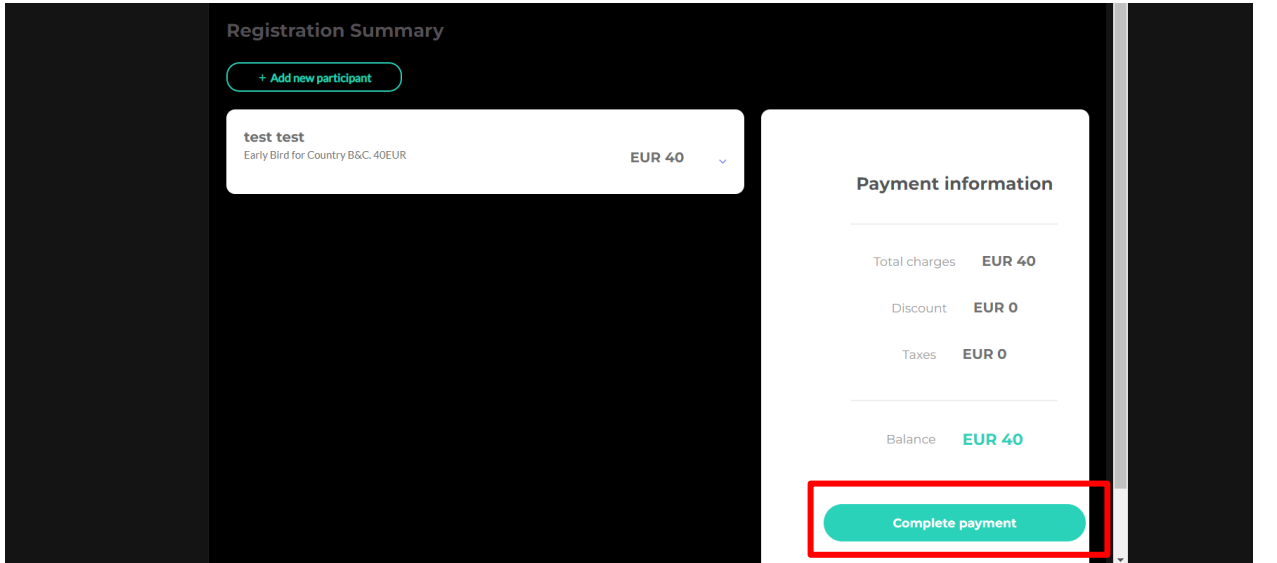 Registration Summary
+ Add new participant
test test
Early Bird for Country B&C. 40EUR
EUR 40
Payment information
Total charges EUR 40
Discount EUR 0
Taxes EUR 0
Balance EUR 40
Complete payment